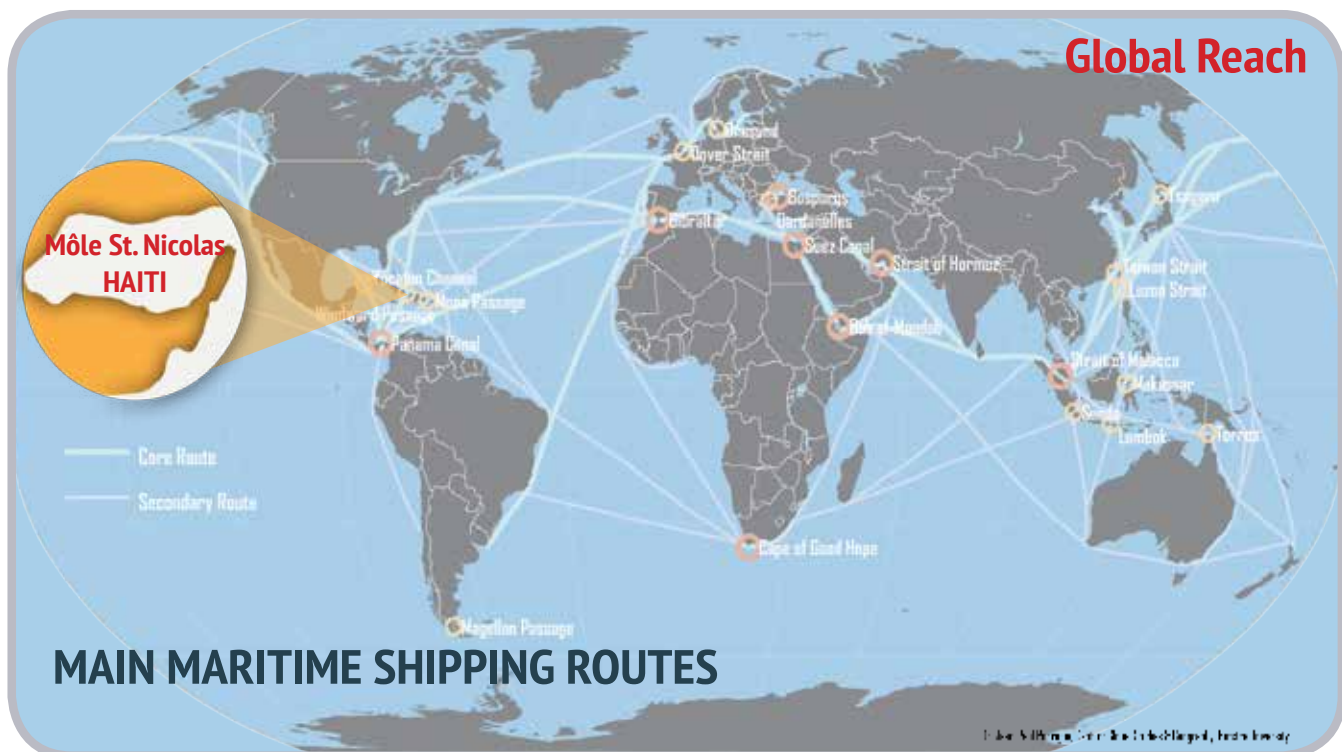 Global Reach
Oresund
Dover Strait
Bosporus
Dardanelles
Gibraltar
Suez Canal
Strait of Hormuz
Tsugaru
Môle St. Nicolas
HAITI
Taiwan Strait
Luzon Strait
Yucatan Channel
Mona Passage
Windward Passage
Bab el-Mandab
Panama Canal
Strait of Malacca
Makassar
Sunda
Lombok
Torres
Core Route
Secondary Route
Cape of Good Hope
Magellan Passage
MAIN MARITIME SHIPPING ROUTES